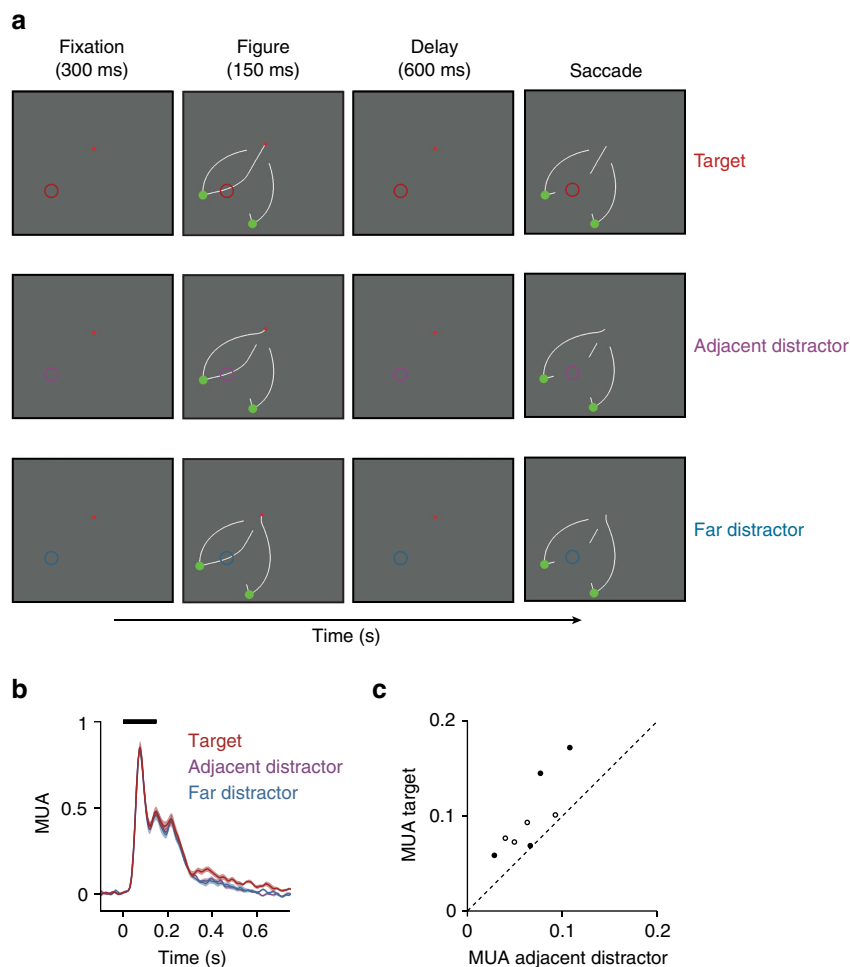 a
Fixation
(300 ms)
Figure
(150 ms)
Delay
(600 ms)
Saccade
Target
Adjacent distractor
Far distractor
Time (s)
b
1
0.5
0
MUA
Target
Adjacent distractor
Far distractor
0 0.2 0.4 0.6
Time (s)
c
0.2
0.1
0
MUA target
0 0.1 0.2
MUA adjacent distractor